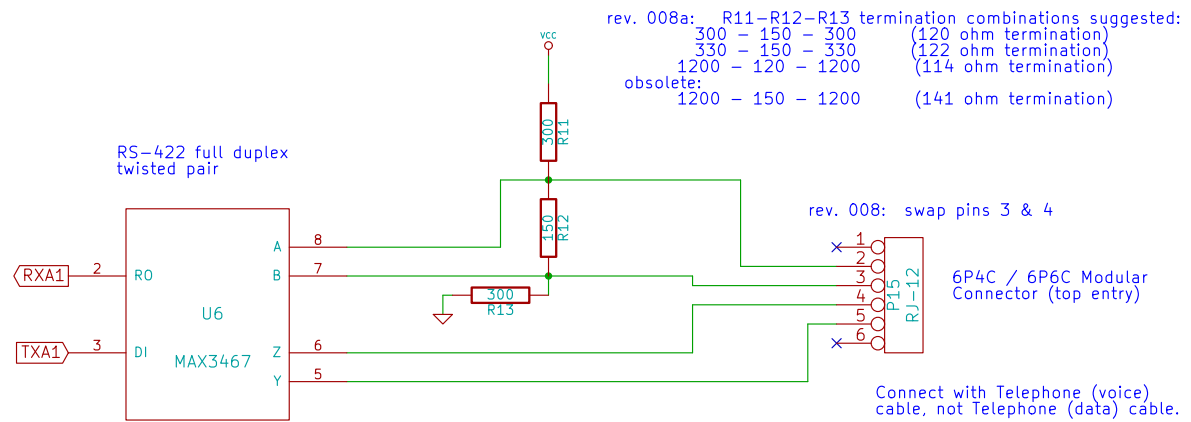 rev. 008a: R11-R12-R13 termination combinations suggested:
300 - 150 - 300 (120 ohm termination)
330 - 150 - 330 (122 ohm termination)
1200 - 120 - 1200 (114 ohm termination)
obsolete:
1200 - 150 - 1200 (141 ohm termination)
VCC
300
R11
RS-422 full duplex
twisted pair
150
R12
rev. 008: swap pins 3 & 4
A 8
B 7
RXA1 2 RO
300
R13
U6
MAX3467
TXA1 3 DI
Z 6
Y 5
1
2
3
4
5
6
P15
RJ-12
6P4C / 6P6C Modular
Connector (top entry)
Connect with Telephone (voice)
cable, not Telephone (data) cable.